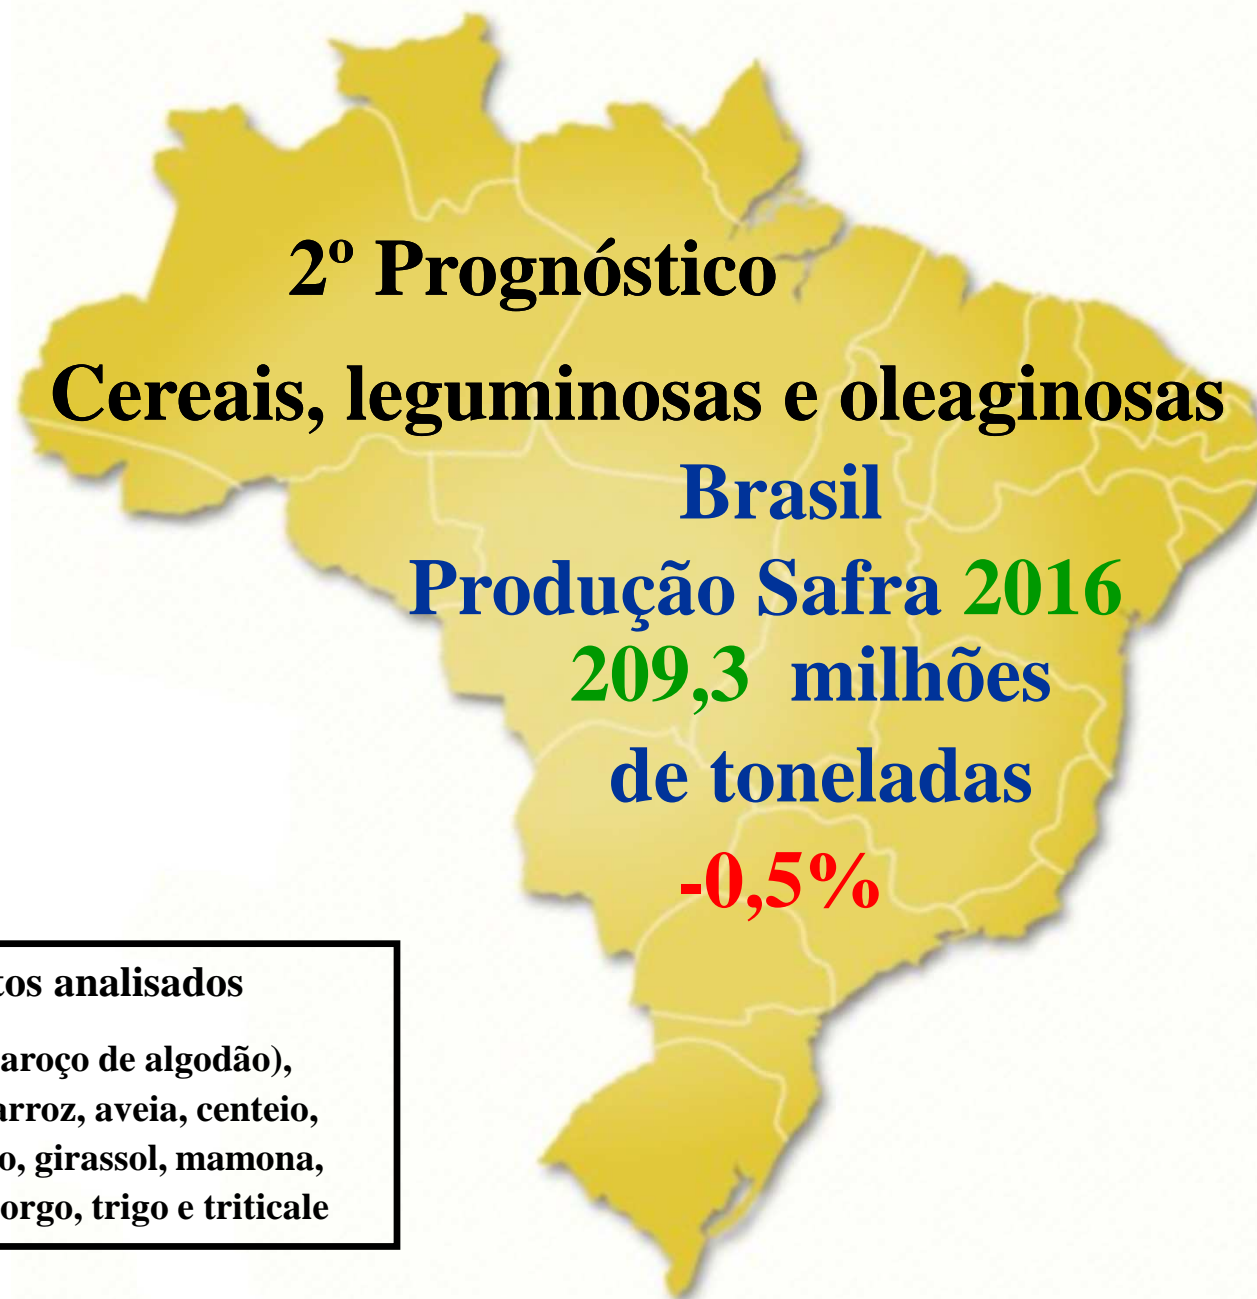 2º Prognóstico
Cereais, leguminosas e oleaginosas
Brasil
Produção Safra 2016
209,3 milhões
de toneladas
-0,5%
tos analisados
aroço de algodão),
arroz, aveia, centeio,
o, girassol, mamona,
orgo, trigo e triticale